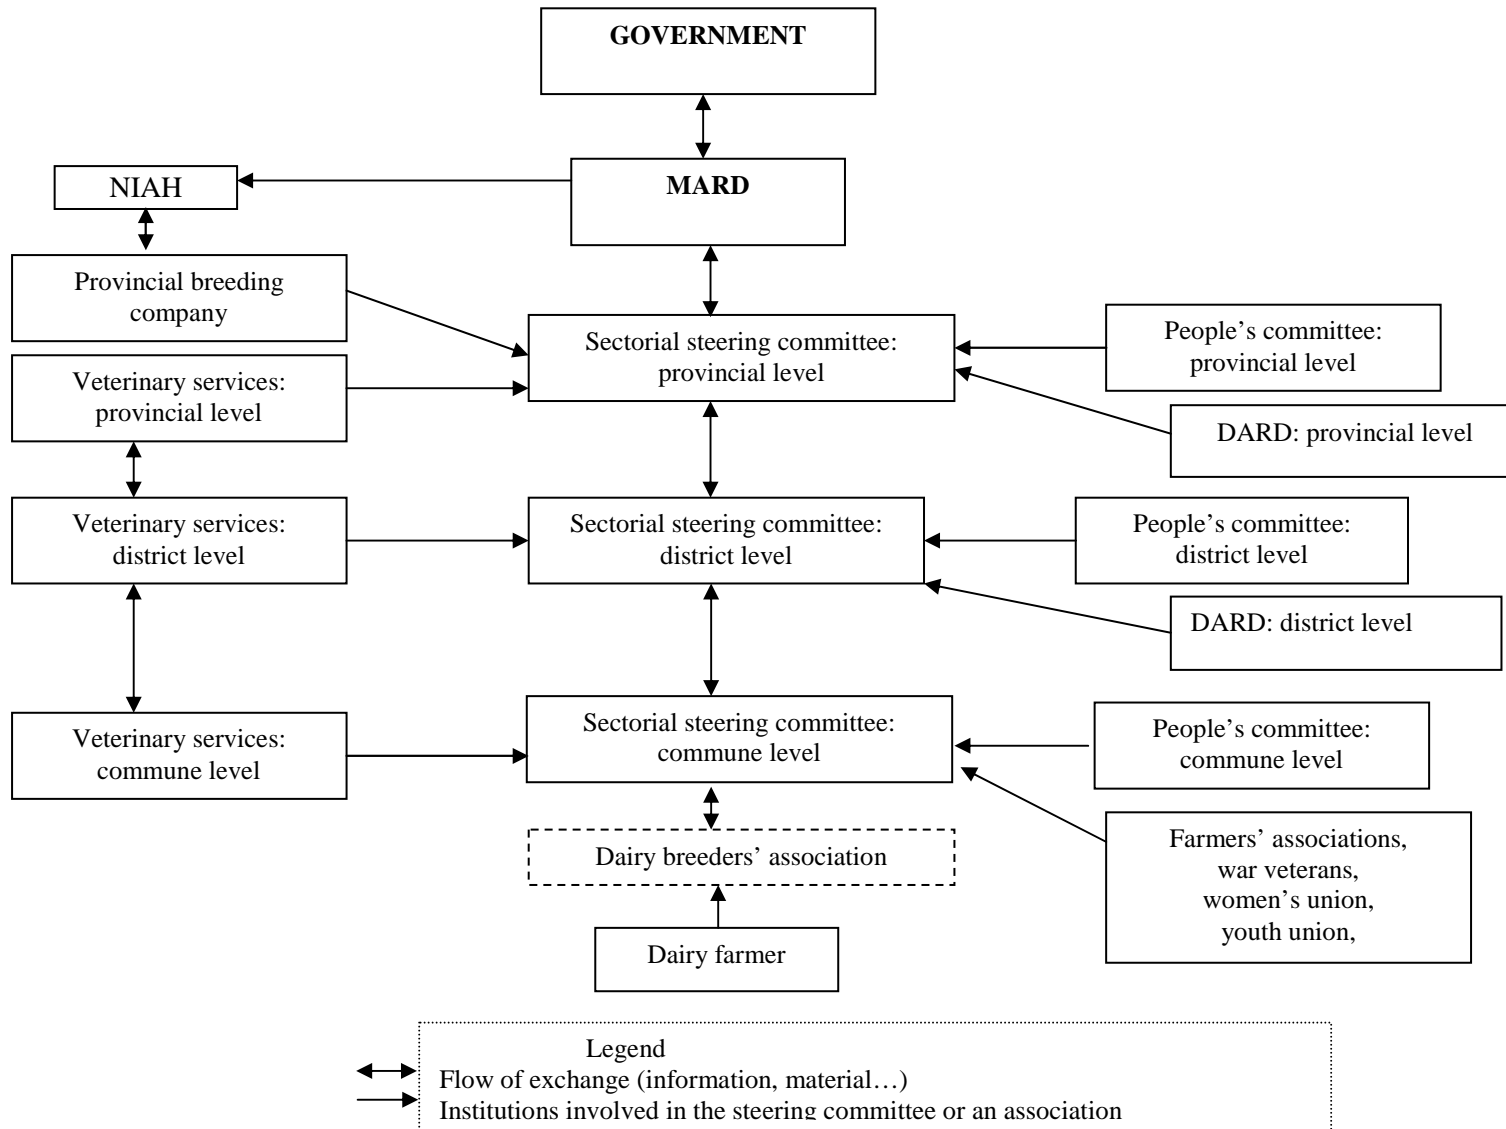 GOVERNMENT
NIAH
MARD
Provincial breeding
company
Sectorial steering committee:
provincial level
People’s committee:
provincial level
Veterinary services:
provincial level
DARD: provincial level
Veterinary services:
district level
Sectorial steering committee:
district level
People’s committee:
district level
DARD: district level
Veterinary services:
commune level
Sectorial steering committee:
commune level
People’s committee:
commune level
Dairy breeders’ association
Farmers’ associations,
war veterans,
women’s union,
youth union,
Dairy farmer
Legend
Flow of exchange (information, material…)
Institutions involved in the steering committee or an association